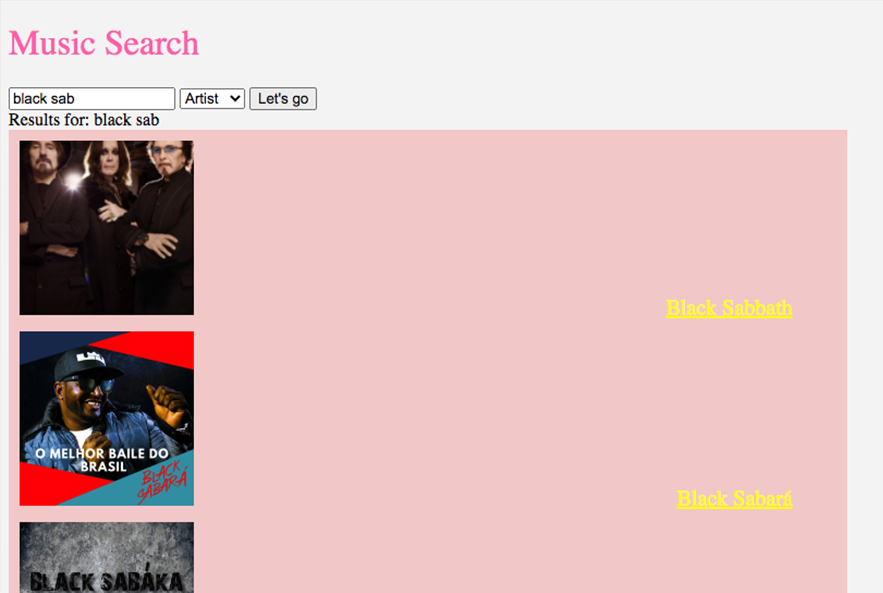 Music Search
black sab Artist Let's go
Results for: black sab
Black Sabbath
O MELHOR BAILE DO
BRASIL
BLACK
SABARÁ
Black Sabará
BLACK SABÁKA